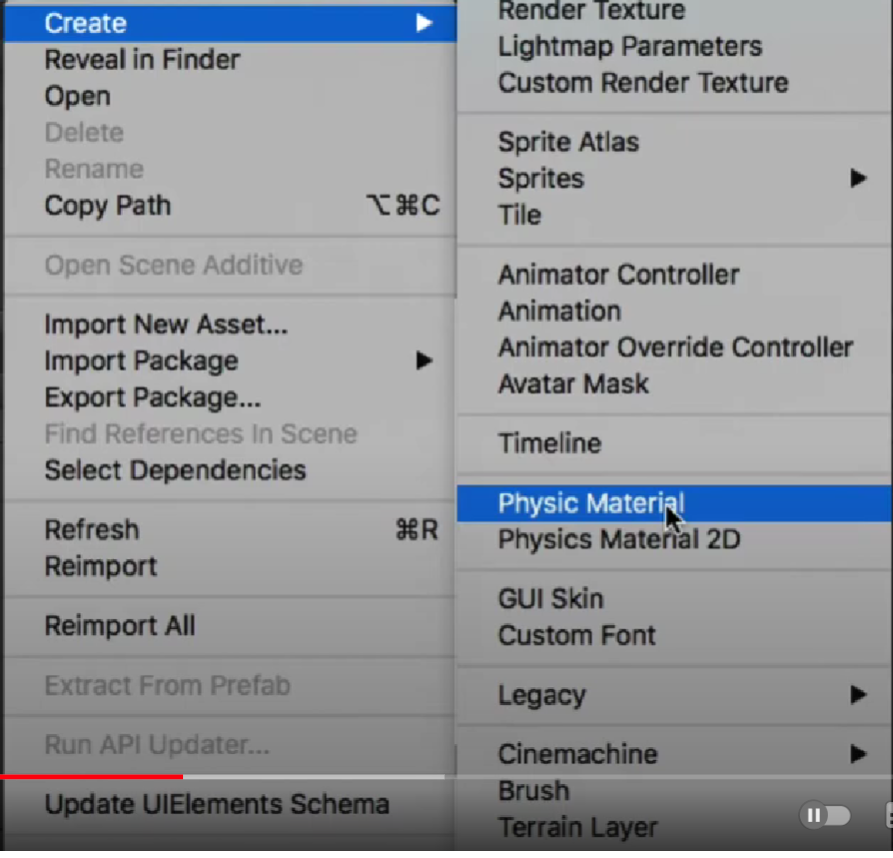 Create
Reveal in Finder
Open
Delete
Rename
Copy Path ⌥⌘C
Open Scene Additive
Import New Asset...
Import Package
Export Package...
Find References In Scene
Select Dependencies
Refresh ⌘R
Reimport
Reimport All
Extract From Prefab
Run API Updater...
Update UIElements Schema
Render Texture
Lightmap Parameters
Custom Render Texture
Sprite Atlas
Sprites
Tile
Animator Controller
Animation
Animator Override Controller
Avatar Mask
Timeline
Physic Material
Physics Material 2D
GUI Skin
Custom Font
Legacy
Cinemachine
Brush
Terrain Layer